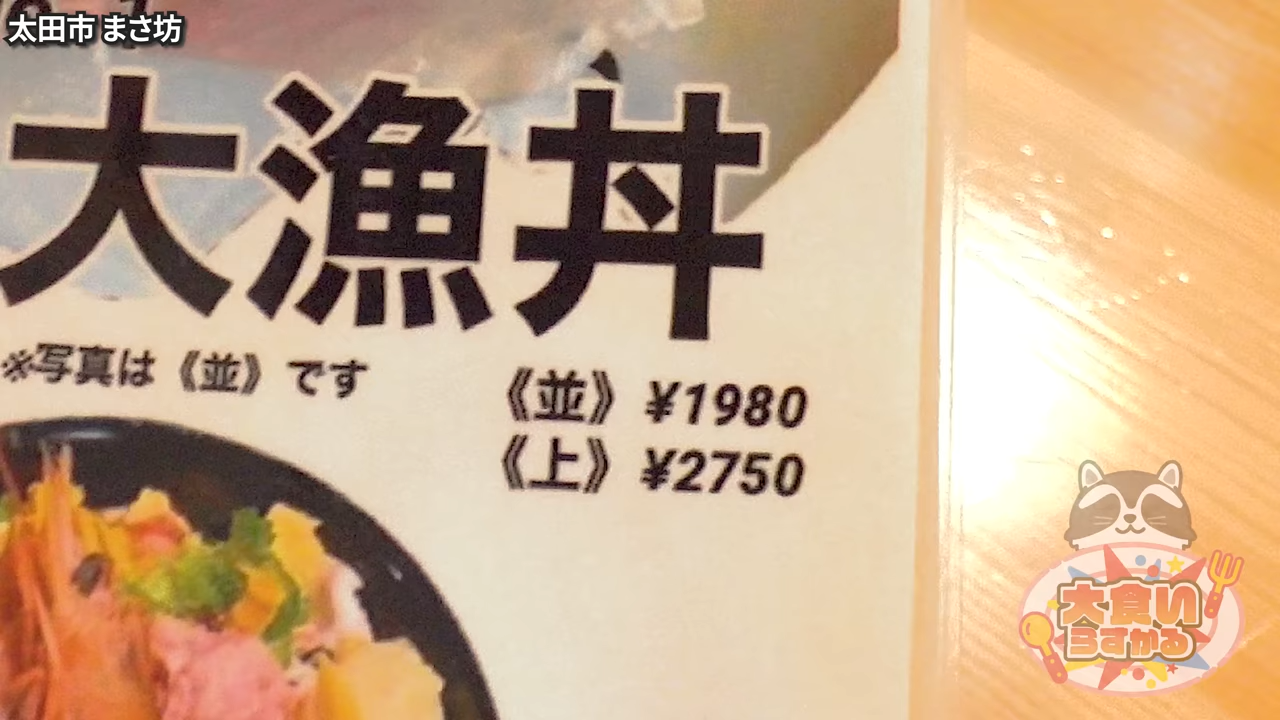 太田市 まさ坊
大漁丼
※写真は《並》です
《並》 ¥1980
《上》 ¥2750
大食い
らすかる